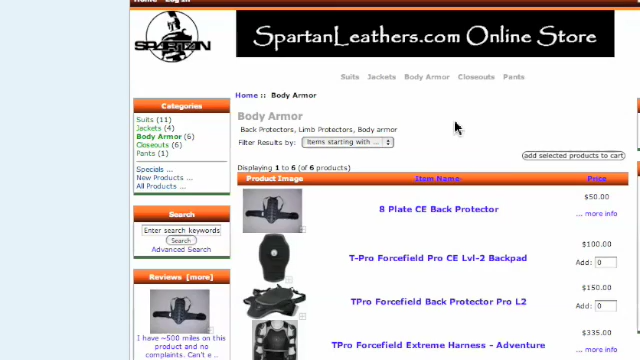 Home Log In
SPARTAN
SpartanLeathers.com Online Store
Suits Jackets Body Armor Closeouts Pants
Home :: Body Armor
Categories
Suits (11)
Jackets (4)
Body Armor (6)
Closeouts (6)
Pants (1)
Specials ...
New Products ...
All Products ...
Search
Enter search keywords
Search
Advanced Search
Reviews [more]
I have ~500 miles on this
product and no
complaints. Can't e ..
Body Armor
Back Protectors, Limb Protectors, Body armor
Filter Results by: Items starting with ...
add selected products to cart
Displaying 1 to 6 (of 6 products)
Product Image Item Name Price
8 Plate CE Back Protector
$50.00
... more info
T-Pro Forcefield Pro CE Lvl-2 Backpad
$100.00
Add: 0
TPro Forcefield Back Protector Pro L2
$150.00
Add: 0
TPro Forcefield Extreme Harness - Adventure
$335.00
... more info